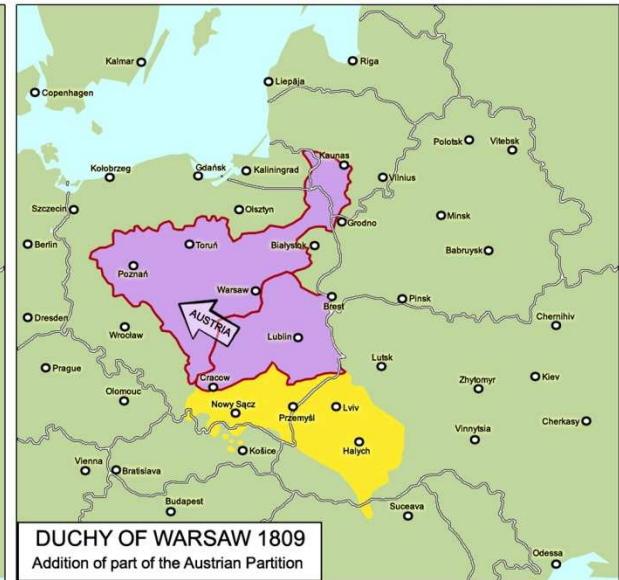 Kalmar
Riga
Liepāja
Copenhagen
Polotsk
Vitebsk
Kaunas
Kołobrzeg
Gdańsk
Kaliningrad
Vilnius
Szczecin
Olsztyn
Minsk
Grodno
Berlin
Toruń
Białystok
Babruysk
Poznań
Warsaw
Brest
Pinsk
AUSTRIA
Dresden
Wrocław
Lublin
Chernihiv
Prague
Cracow
Lutsk
Zhytomyr
Kiev
Olomuc
Nowy Sącz
Przemyśl
Lviv
Cherkasy
Vinnytsia
Halych
Košice
Vienna
Bratislava
Budapest
Suceava
Odessa
DUCHY OF WARSAW 1809
Addition of part of the Austrian Partition